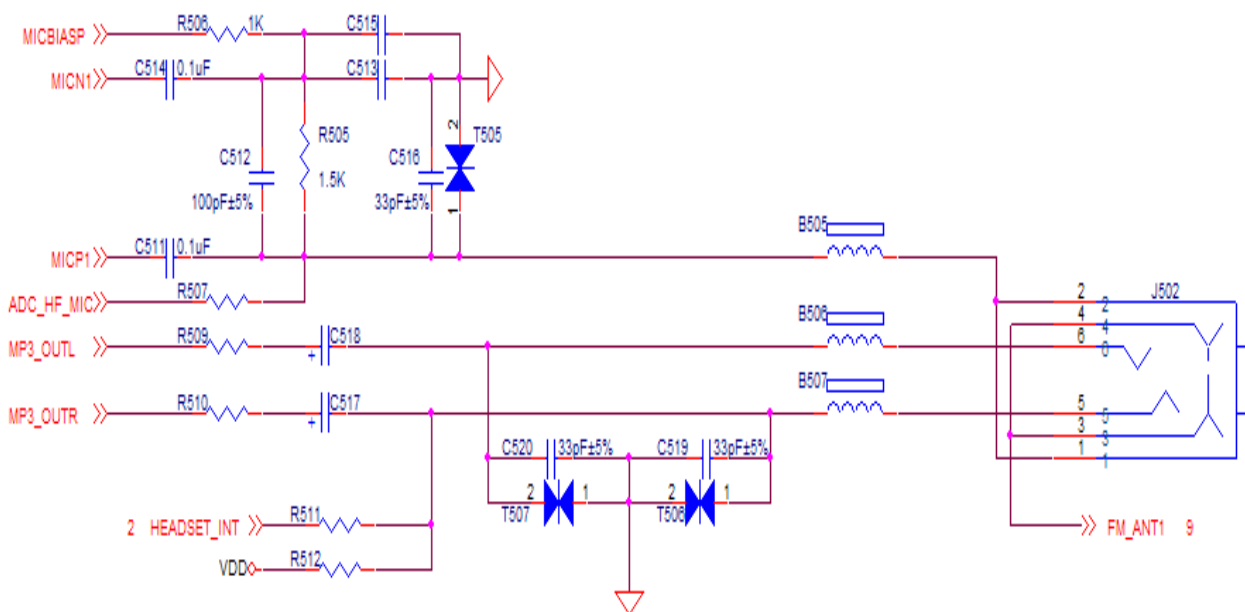 R506 1K C515
MICBIASP
C514 0.1uF C513
MICN1
2 T505
R505
C512 C516
1.5K
100pF±5% 33pF±5%
1
B505
C511 0.1uF
MICP1
R507 2 2 J502
ADC_HF_MIC
B506 4 4
R509 C518 6 6
MP3_OUTL +
B507
R510 C517 5 5
MP3_OUTR +
3 3
C520 33pF±5% C519 33pF±5% 1 1
2 1 2 1
T507 T506
R511
2 HEADSET_INT FM_ANT1 9
R512
VDD